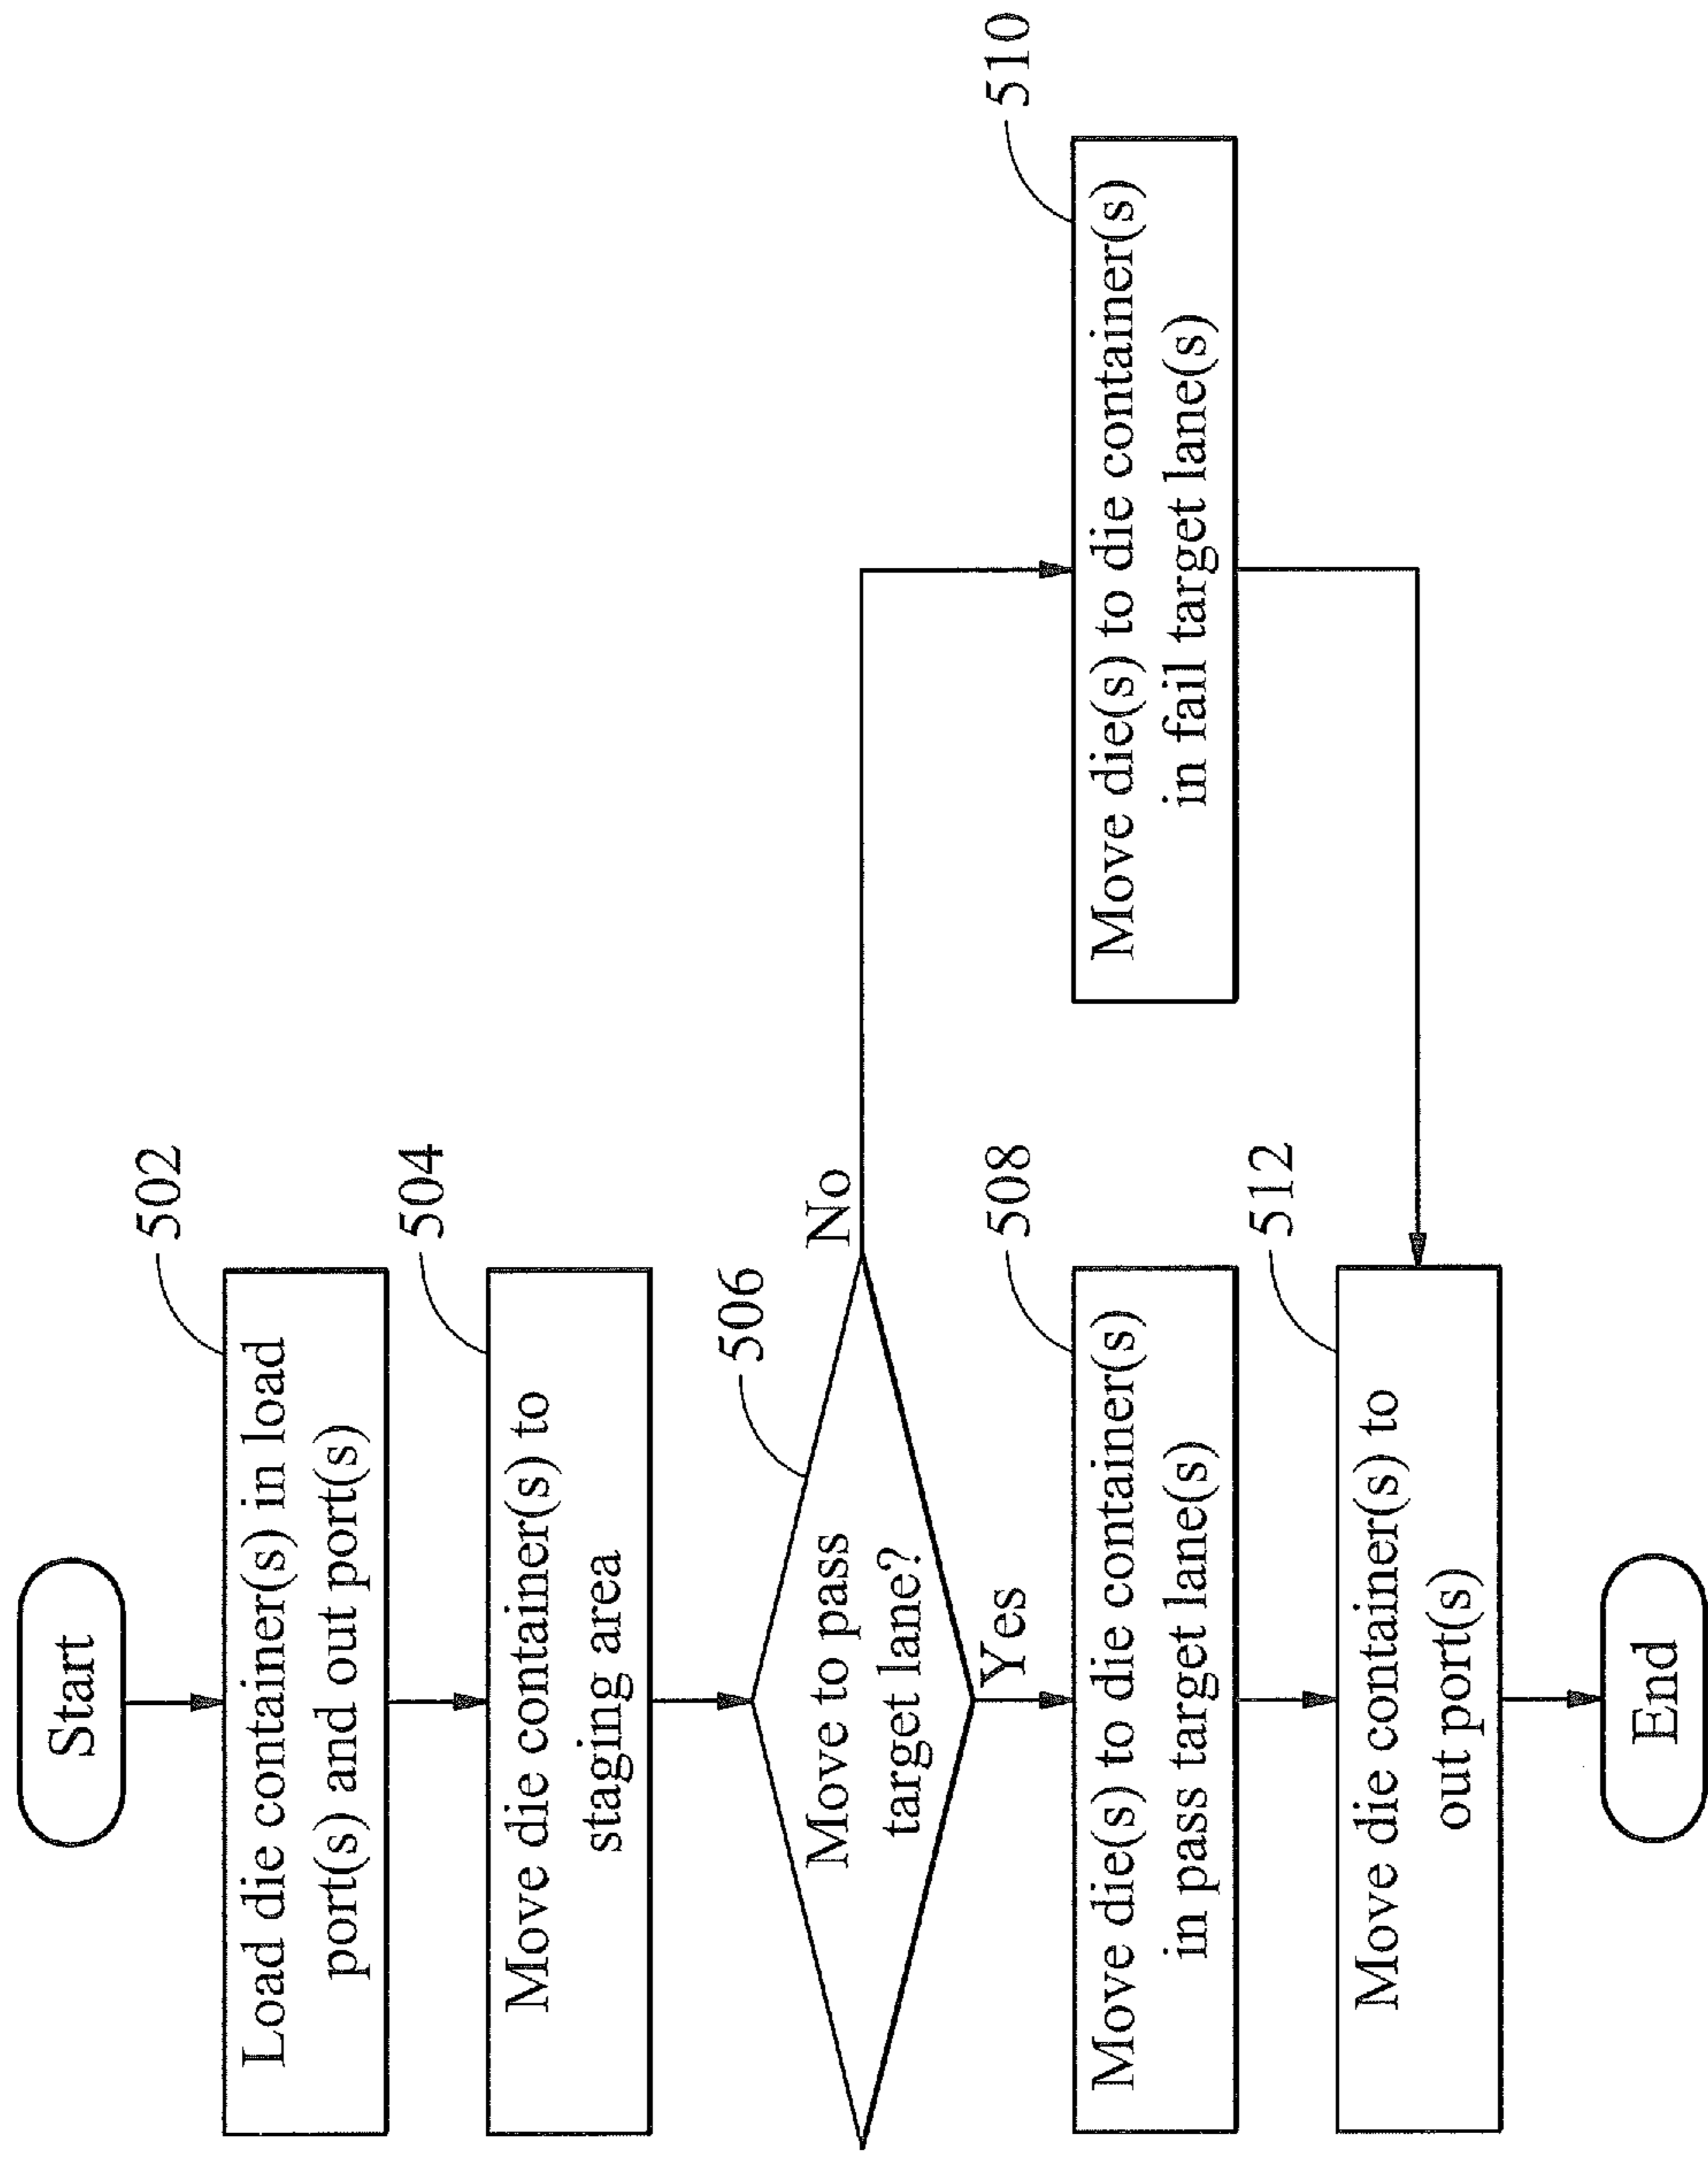 Start
502
Load die container(s) in load
port(s) and out port(s)
504
Move die container(s) to
staging area
506
Move to pass
target lane?
No
Yes
508
Move die(s) to die container(s)
in pass target lane(s)
510
Move die(s) to die container(s)
in fail target lane(s)
512
Move die container(s) to
out port(s)
End